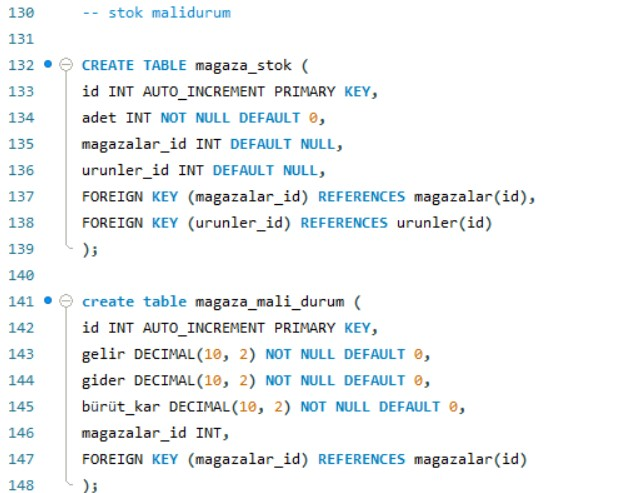 130 -- stok malidurum
131
132 CREATE TABLE magaza_stok (
133 id INT AUTO_INCREMENT PRIMARY KEY,
134 adet INT NOT NULL DEFAULT 0,
135 magazalar_id INT DEFAULT NULL,
136 urunler_id INT DEFAULT NULL,
137 FOREIGN KEY (magazalar_id) REFERENCES magazalar(id),
138 FOREIGN KEY (urunler_id) REFERENCES urunler(id)
139 );
140
141 create table magaza_mali_durum (
142 id INT AUTO_INCREMENT PRIMARY KEY,
143 gelir DECIMAL(10, 2) NOT NULL DEFAULT 0,
144 gider DECIMAL(10, 2) NOT NULL DEFAULT 0,
145 bürüt_kar DECIMAL(10, 2) NOT NULL DEFAULT 0,
146 magazalar_id INT,
147 FOREIGN KEY (magazalar_id) REFERENCES magazalar(id)
148 );